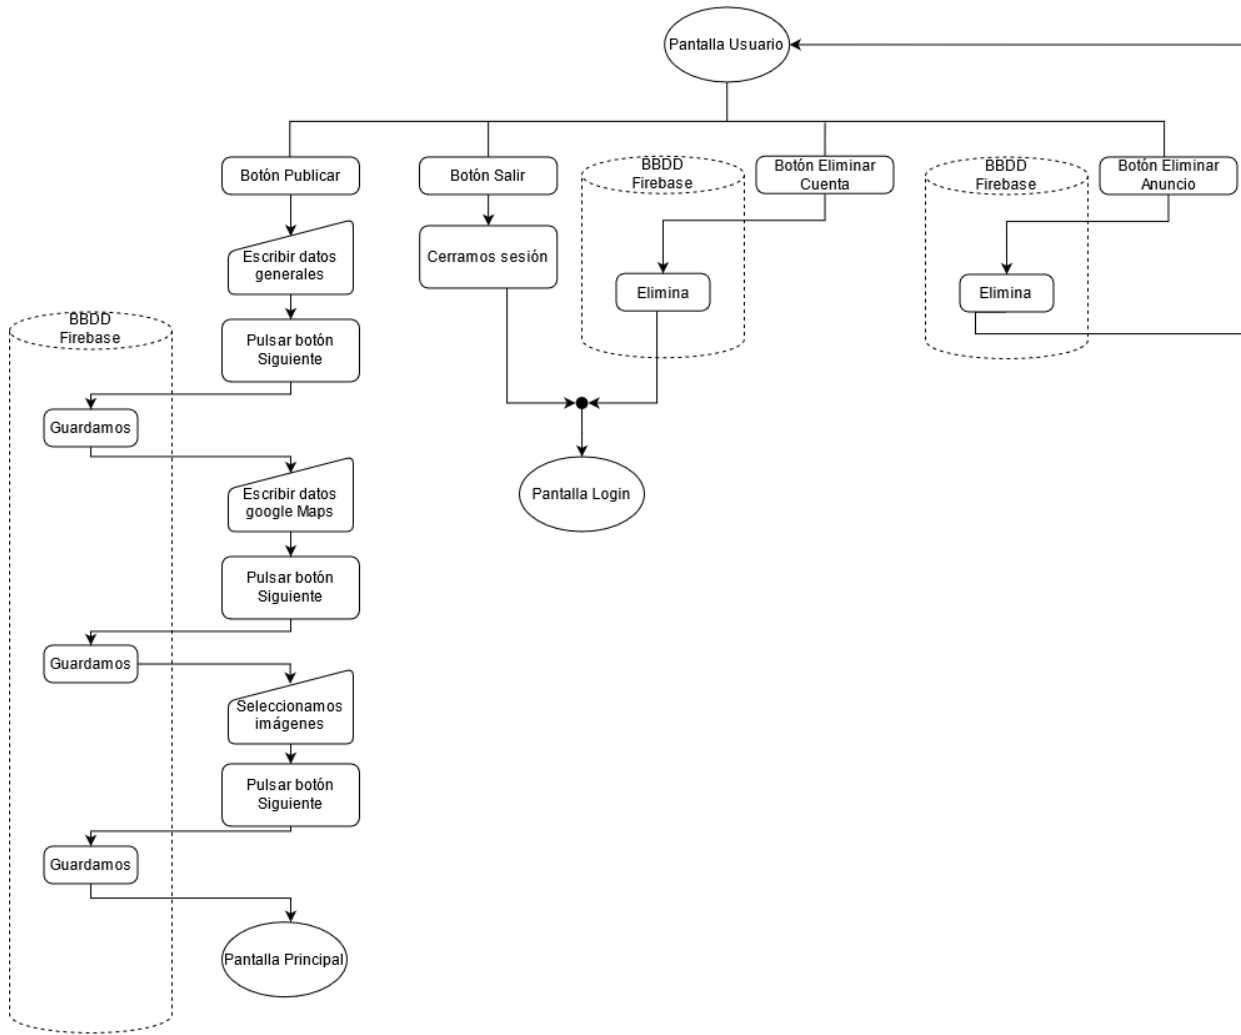 Pantalla Usuario
Botón Publicar
Botón Salir
BBDD
Firebase
Botón Eliminar
Cuenta
BBDD
Firebase
Botón Eliminar
Anuncio
Escribir datos
generales
Cerramos sesión
Elimina
Elimina
BBDD
Firebase
Pulsar botón
Siguiente
Guardamos
Escribir datos
google Maps
Pantalla Login
Pulsar botón
Siguiente
Guardamos
Seleccionamos
imágenes
Pulsar botón
Siguiente
Guardamos
Pantalla Principal